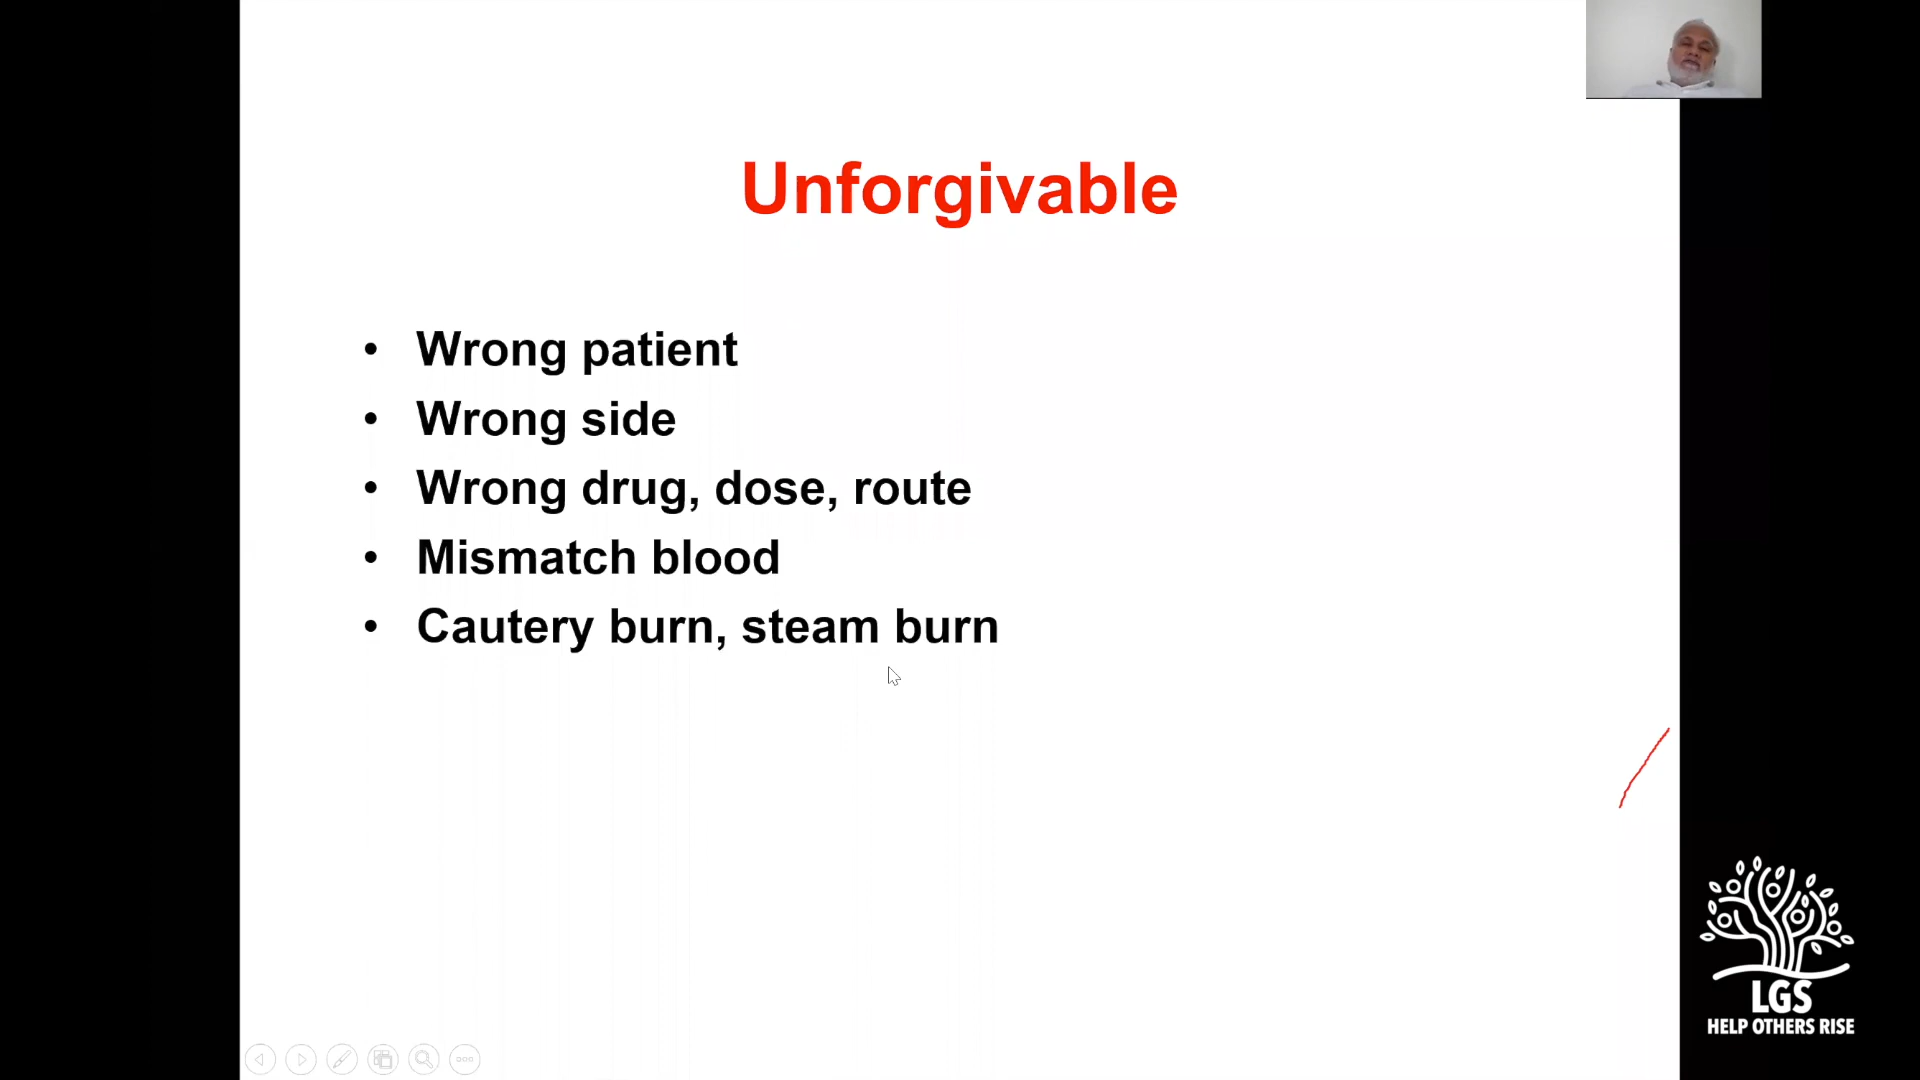 Unforgivable
• Wrong patient
• Wrong side
• Wrong drug, dose, route
• Mismatch blood
• Cautery burn, steam burn
LGS
HELP OTHERS RISE